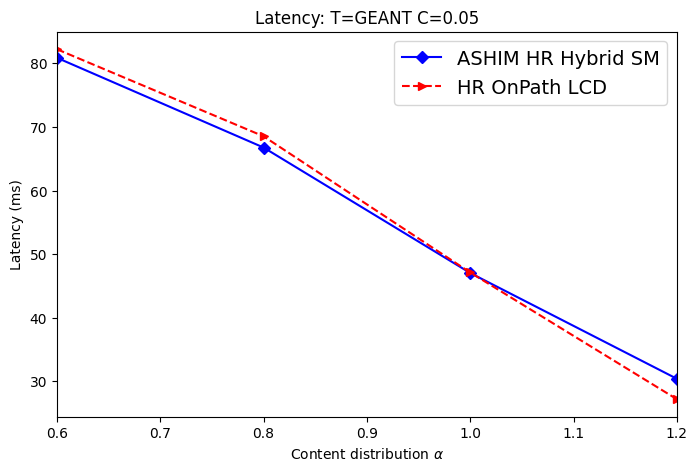 Latency: T=GEANT C=0.05
ASHIM HR Hybrid SM
HR OnPath LCD
Latency (ms)
80
70
60
50
40
30
0.6 0.7 0.8 0.9 1.0 1.1 1.2
Content distribution α